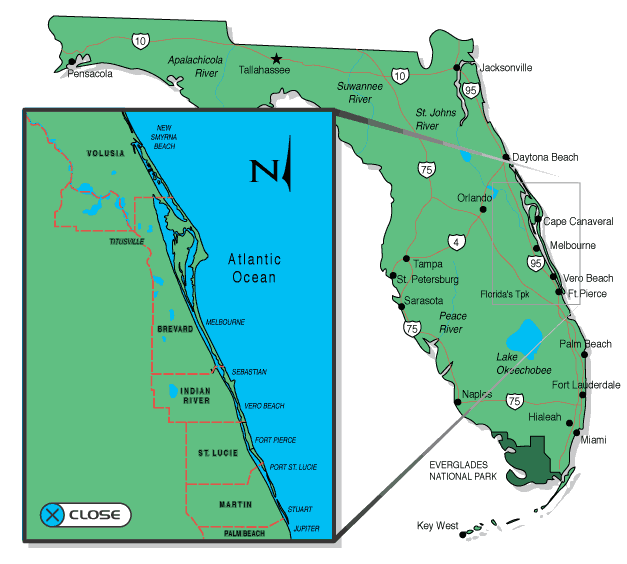 10
Pensacola
Apalachicola
River
Tallahassee
10
Suwannee
River
Jacksonville
95
St. Johns
River
75
Daytona Beach
Orlando
Cape Canaveral
4
Melbourne
95
Tampa
St. Petersburg
Vero Beach
Florida's Tpk
Ft. Pierce
Sarasota
75
Peace
River
Palm Beach
Lake
Okeechobee
Naples
75
Fort Lauderdale
Hialeah
Miami
EVERGLADES
NATIONAL PARK
Key West
NEW
SMYRNA
BEACH
VOLUSIA
N
TITUSVILLE
Atlantic
Ocean
MELBOURNE
BREVARD
SEBASTIAN
INDIAN
RIVER
VERO BEACH
FORT PIERCE
ST. LUCIE
PORT ST. LUCIE
MARTIN
STUART
CLOSE
JUPITER
PALM BEACH